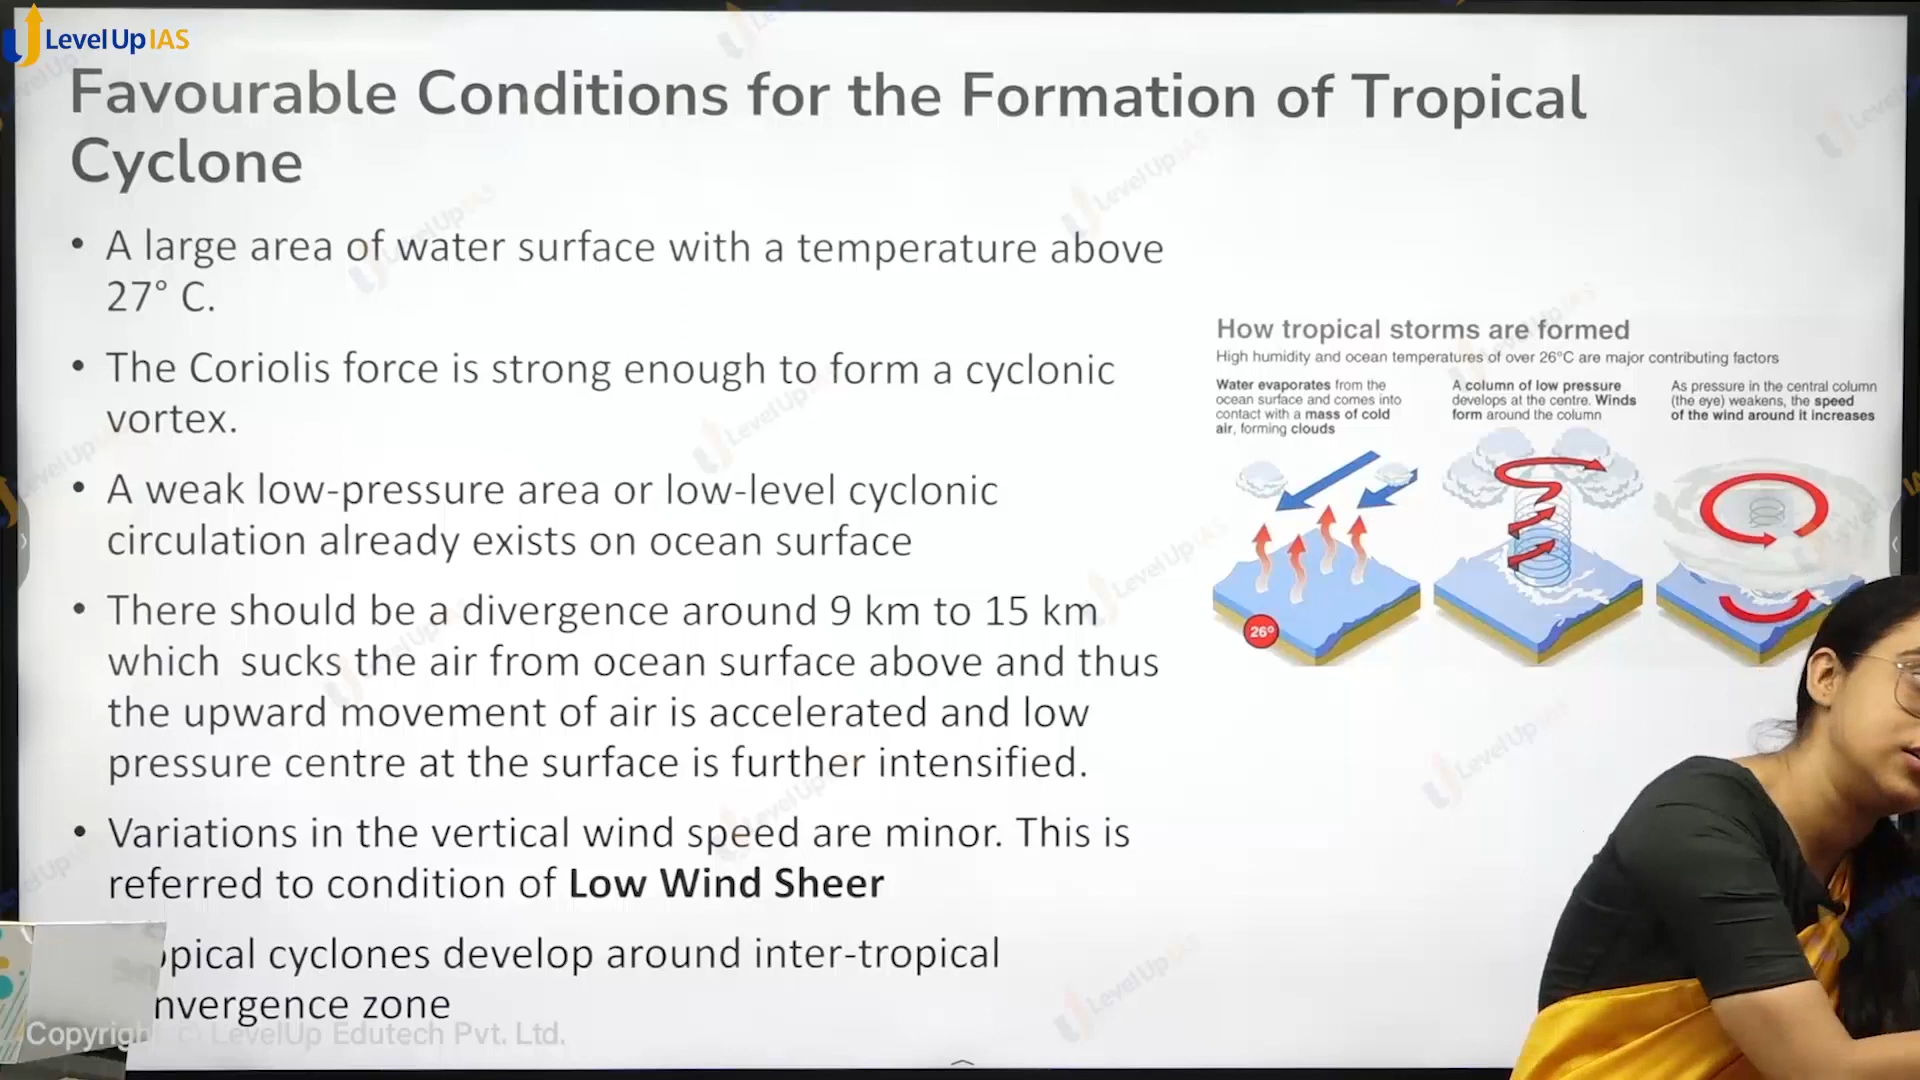 LevelUp IAS
Favourable Conditions for the Formation of Tropical
Cyclone
• A large area of water surface with a temperature above
27° C.
• The Coriolis force is strong enough to form a cyclonic
vortex.
• A weak low-pressure area or low-level cyclonic
circulation already exists on ocean surface
• There should be a divergence around 9 km to 15 km
which sucks the air from ocean surface above and thus
the upward movement of air is accelerated and low
pressure centre at the surface is further intensified.
• Variations in the vertical wind speed are minor. This is
referred to condition of Low Wind Sheer
opical cyclones develop around inter-tropical
nvergence zone
Copyright (c) LevelUp Edutech Pvt. Ltd.
How tropical storms are formed
High humidity and ocean temperatures of over 26°C are major contributing factors
Water evaporates from the
ocean surface and comes into
contact with a mass of cold
air, forming clouds
A column of low pressure
develops at the centre. Winds
form around the column
As pressure in the central column
(the eye) weakens, the speed
of the wind around it increases
26°